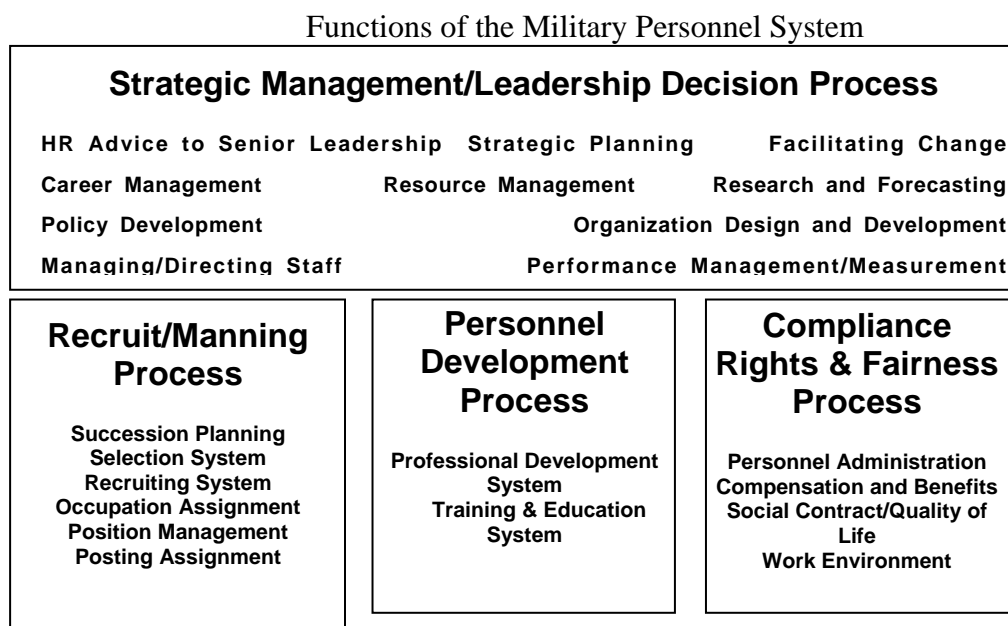 Functions of the Military Personnel System
Strategic Management/Leadership Decision Process
HR Advice to Senior Leadership Strategic Planning Facilitating Change
Career Management Resource Management Research and Forecasting
Policy Development Organization Design and Development
Managing/Directing Staff Performance Management/Measurement
Recruit/Manning
Process
Succession Planning
Selection System
Recruiting System
Occupation Assignment
Position Management
Posting Assignment
Personnel
Development
Process
Professional Development
System
Training & Education
System
Compliance
Rights & Fairness
Process
Personnel Administration
Compensation and Benefits
Social Contract/Quality of
Life
Work Environment